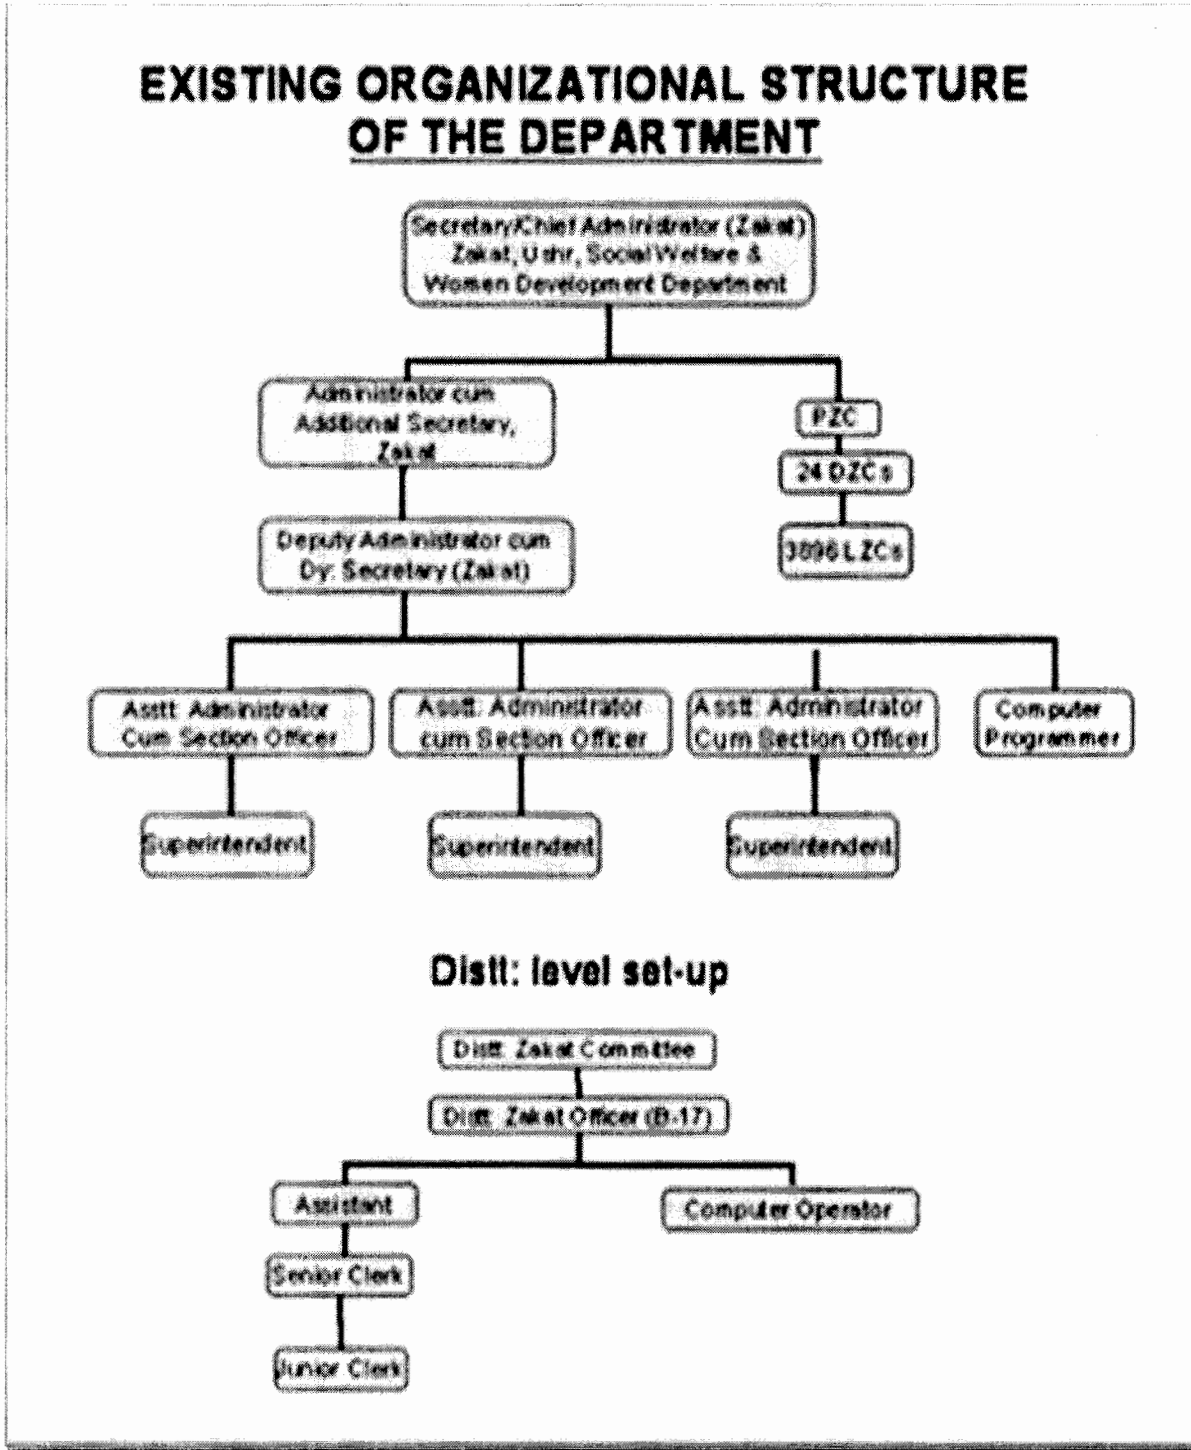 EXISTING ORGANIZATIONAL STRUCTURE
OF THE DEPARTMENT
Secretary/Chief Administrator (Zakat)
Zakat, Ushr, Social Welfare &
Women Development Department
Administrator cum
Additional Secretary,
Zakat
PZC
24 DZCs
3896 LZCs
Deputy Administrator cum
Dy: Secretary (Zakat)
Asstt: Administrator
Cum Section Officer
Asstt: Administrator
cum Section Officer
Asstt: Administrator
Cum Section Officer
Computer
Programmer
Superintendent
Superintendent
Superintendent
Distt: level set-up
Distt: Zakat Committee
Distt: Zakat Officer (B-17)
Assistant
Computer Operator
Senior Clerk
Junior Clerk